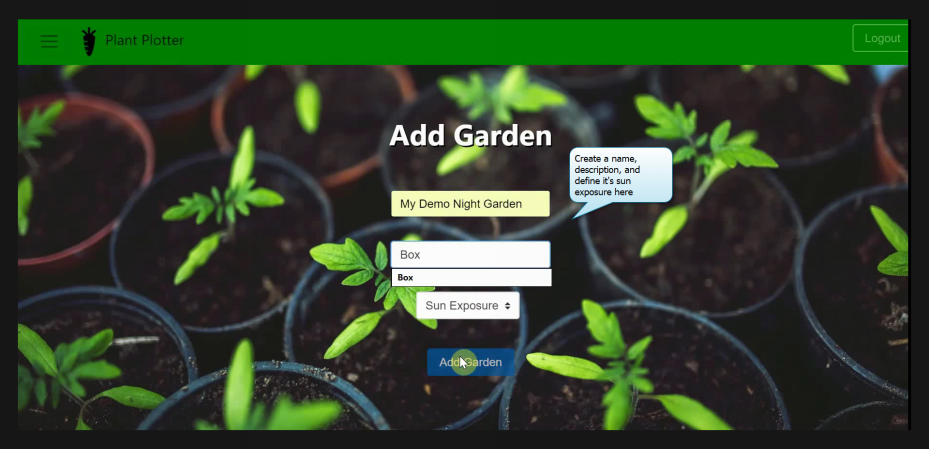 Plant Plotter
Logout
Add Garden
Create a name,
description, and
define it's sun
exposure here
My Demo Night Garden
Box
Box
Sun Exposure
Add Garden